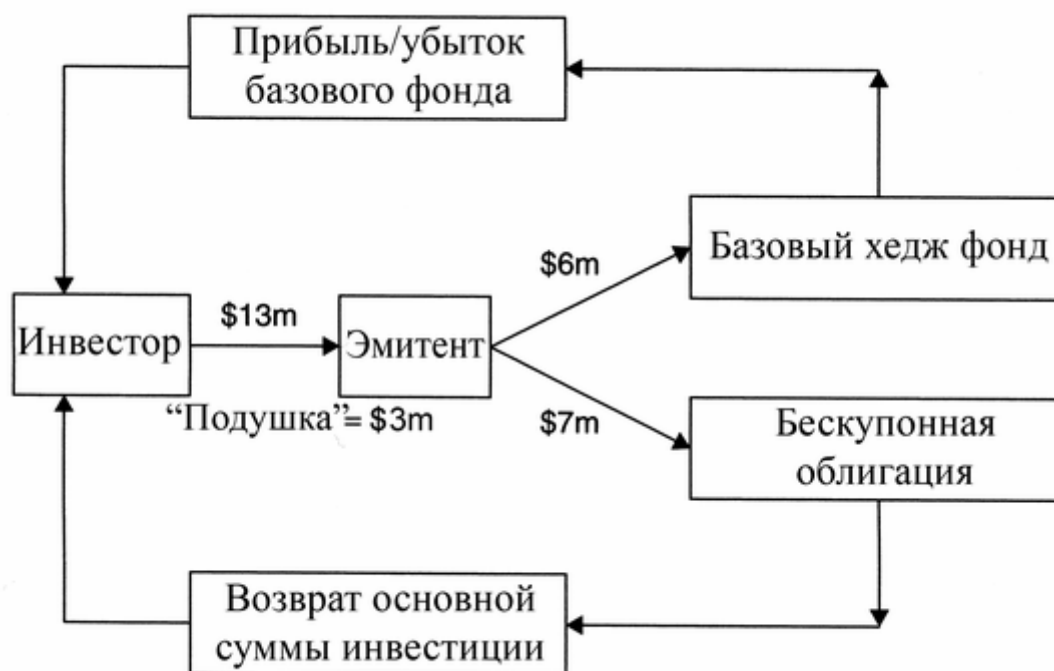 Прибыль/убыток
базового фонда
Базовый хедж фонд
$6m
$13m
Инвестор
Эмитент
“Подушка”= $3m
$7m
Бескупонная
облигация
Возврат основной
суммы инвестиции